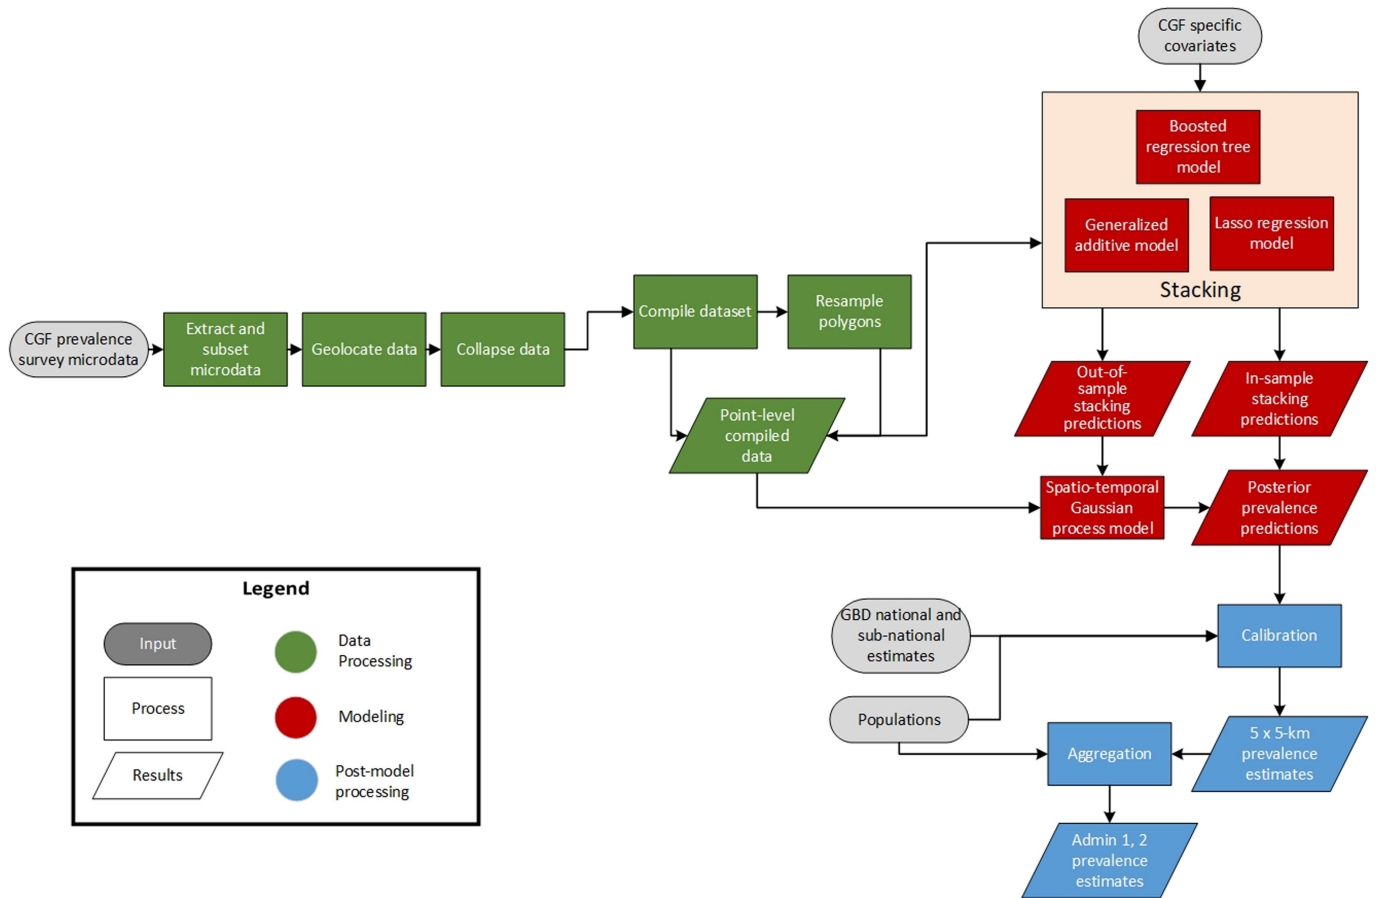 CGF specific
covariates
Boosted
regression tree
model
Generalized
additive model
Lasso regression
model
Stacking
CGF prevalence
survey microdata
Extract and
subset
microdata
Geolocate data
Collapse data
Compile dataset
Resample
polygons
Point-level
compiled
data
Out-of-
sample
stacking
predictions
In-sample
stacking
predictions
Spatio-temporal
Gaussian
process model
Posterior
prevalence
predictions
GBD national and
sub-national
estimates
Calibration
Populations
Aggregation
5 x 5-km
prevalence
estimates
Admin 1, 2
prevalence
estimates
Legend
Input
Data
Processing
Process
Modeling
Results
Post-model
processing